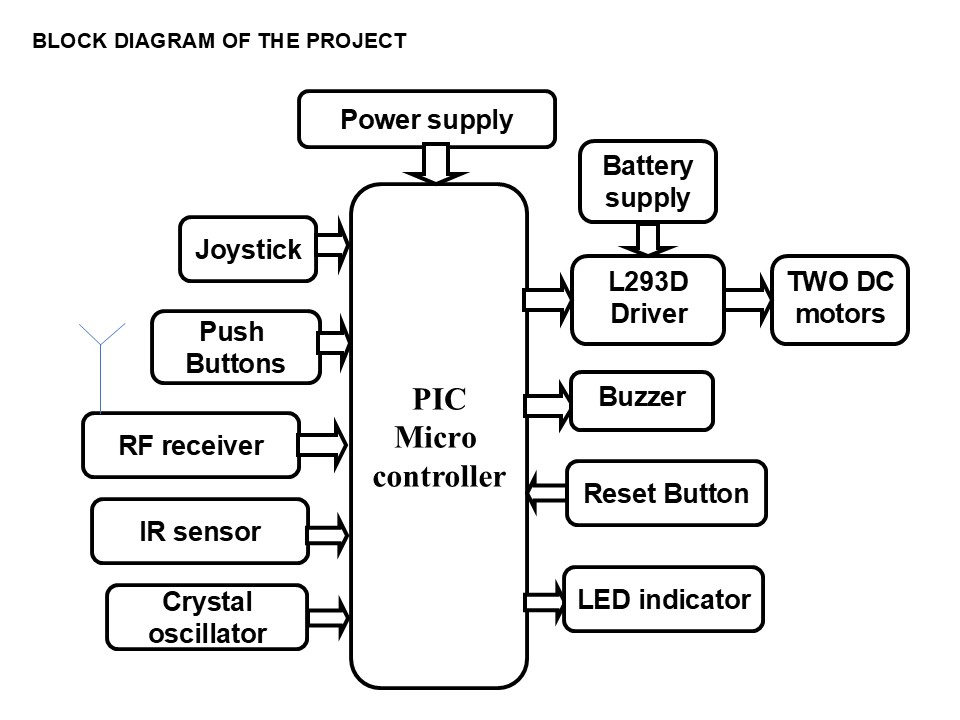 BLOCK DIAGRAM OF THE PROJECT
Power supply
Battery
supply
Joystick
L293D
Driver
TWO DC
motors
Push
Buttons
PIC
Micro
controller
Buzzer
RF receiver
Reset Button
IR sensor
Crystal
oscillator
LED indicator